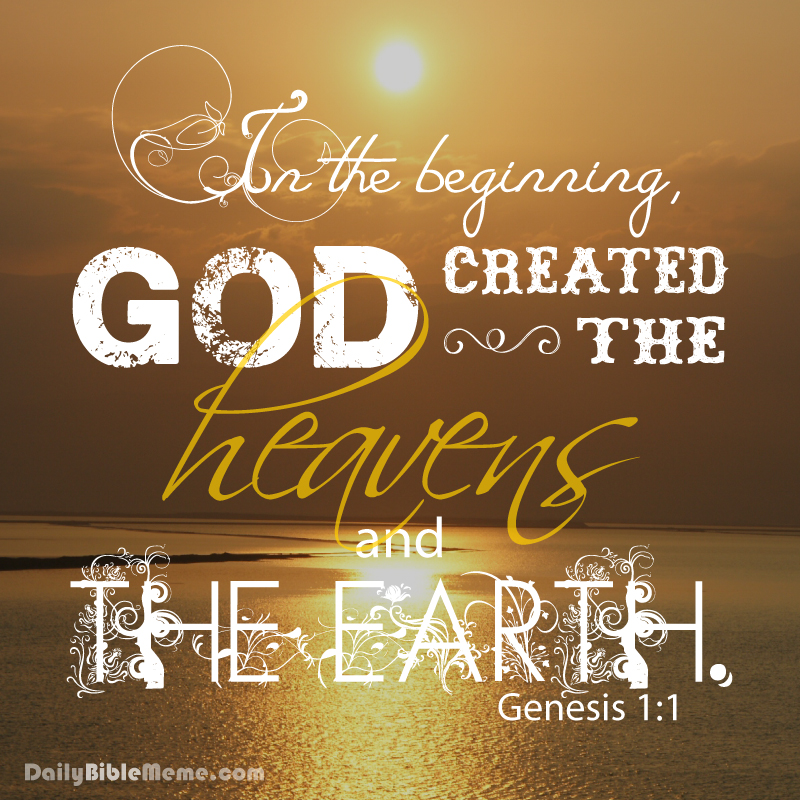 In the beginning,
GOD CREATED
THE
heavens
and
THE EARTH.
Genesis 1:1
DailyBibleMeme.com